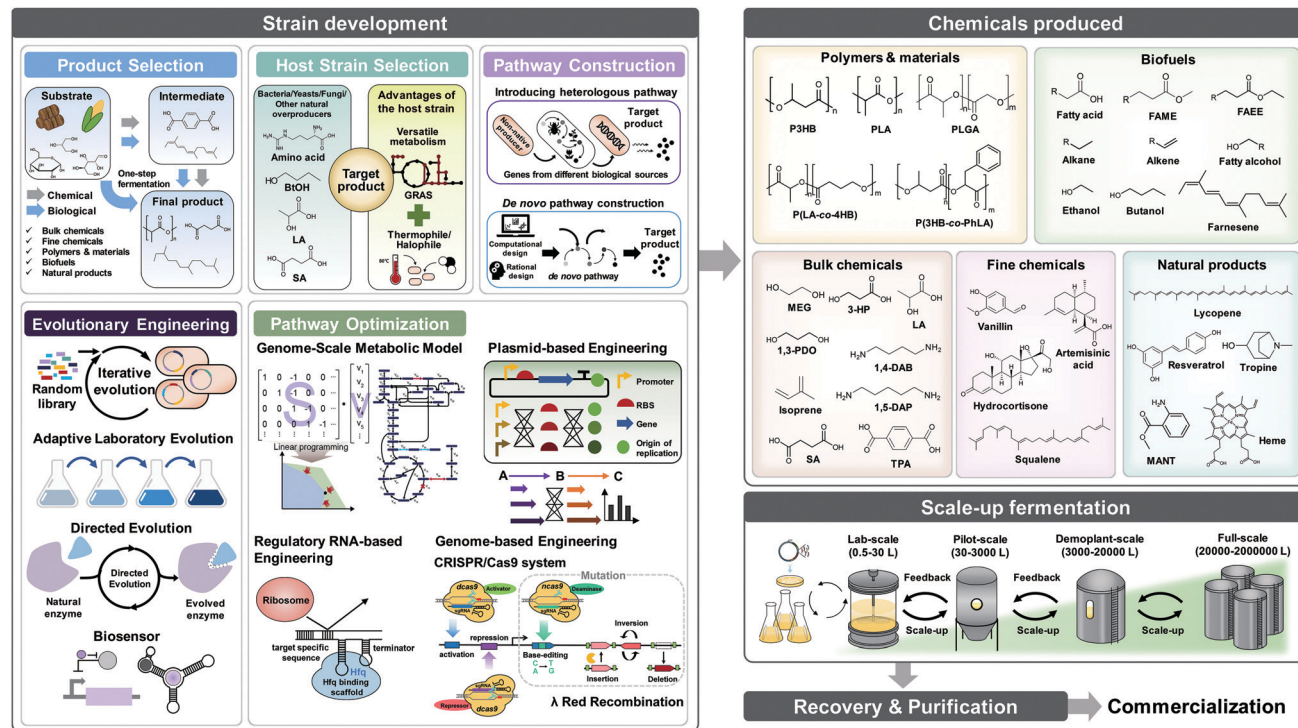 Strain development
Product Selection
Substrate
Intermediate
One-step
fermentation
Chemical
Biological
Final product
✓ Bulk chemicals
✓ Fine chemicals
✓ Polymers & materials
✓ Biofuels
✓ Natural products
Host Strain Selection
Bacteria/Yeasts/Fungi/
Other natural
overproducers
Amino acid
BtOH
LA
SA
Target
product
Advantages of
the host strain
Versatile
metabolism
GRAS
Thermophile/
Halophile
80°C
Pathway Construction
Introducing heterologous pathway
Non-native
producer
Target
product
Genes from different biological sources
De novo pathway construction
Computational
design
Rational
design
de novo pathway
Target
product
Evolutionary Engineering
Random
library
Iterative
evolution
Adaptive Laboratory Evolution
Directed Evolution
Directed
Evolution
Natural
enzyme
Evolved
enzyme
Biosensor
Pathway Optimization
Genome-Scale Metabolic Model
S • v
Linear programming
Plasmid-based Engineering
Promoter
RBS
Gene
Origin of
replication
A B C
Regulatory RNA-based
Engineering
Ribosome
target specific
sequence
terminator
Hfq
Hfq binding
scaffold
Genome-based Engineering
CRISPR/Cas9 system
Mutation
dcas9
Activator
sgRNA
ncas9
Deaminase
sgRNA
activation
repression
Base-editing
C → T
A G
Inversion
Insertion
Deletion
sgRNA
Repressor
dcas9
λ Red Recombination
Chemicals produced
Polymers & materials
P3HB
PLA
PLGA
P(LA-co-4HB)
P(3HB-co-PhLA)
Biofuels
Fatty acid
FAME
FAEE
Alkane
Alkene
Fatty alcohol
Ethanol
Butanol
Farnesene
Bulk chemicals
MEG
3-HP
LA
1,3-PDO
1,4-DAB
Isoprene
1,5-DAP
SA
TPA
Fine chemicals
Vanillin
Artemisinic
acid
Hydrocortisone
Squalene
Natural products
Lycopene
Resveratrol
Tropine
MANT
Heme
Scale-up fermentation
Lab-scale
(0.5-30 L)
Pilot-scale
(30-3000 L)
Demoplant-scale
(3000-20000 L)
Full-scale
(20000-2000000 L)
Feedback
Feedback
Scale-up
Scale-up
Scale-up
Recovery & Purification
Commercialization